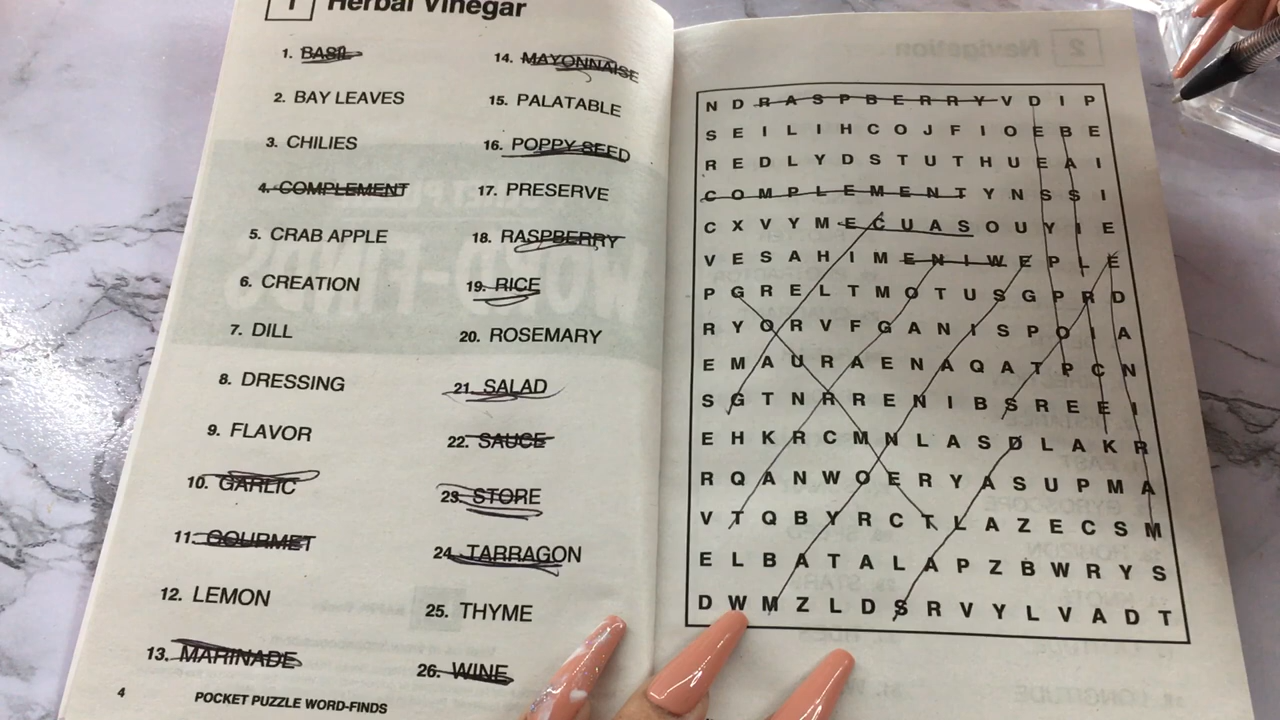 1 Herbal Vinegar
1. BASIL
2. BAY LEAVES
3. CHILIES
4. COMPLEMENT
5. CRAB APPLE
6. CREATION
7. DILL
8. DRESSING
9. FLAVOR
10. GARLIC
11. GOURMET
12. LEMON
13. MARINADE
14. MAYONNAISE
15. PALATABLE
16. POPPY SEED
17. PRESERVE
18. RASPBERRY
19. RICE
20. ROSEMARY
21. SALAD
22. SAUCE
23. STORE
24. TARRAGON
25. THYME
26. WINE
4 POCKET PUZZLE WORD-FINDS
2 Navigation
N D R A S P B E R R Y V D I P
S E I L I H C O J F I O E B E
R E D L Y D S T U T H U E A I
C O M P L E M E N T Y N S S I
C X V Y M E C U A S O U Y I E
V E S A H I M E N I W E P L E
P G R E L T M O T U S G P R D
R Y O R V F G A N I S P O I A
E M A U R A E N A Q A T P C N
S G T N R R E N I B S R E E I
E H K R C M N L A S D L A K R
R Q A N W O E R Y A S U P M A
V T Q B Y R C T L A Z E C S M
E L B A T A L A P Z B W R Y S
D W M Z L D S R V Y L V A D T